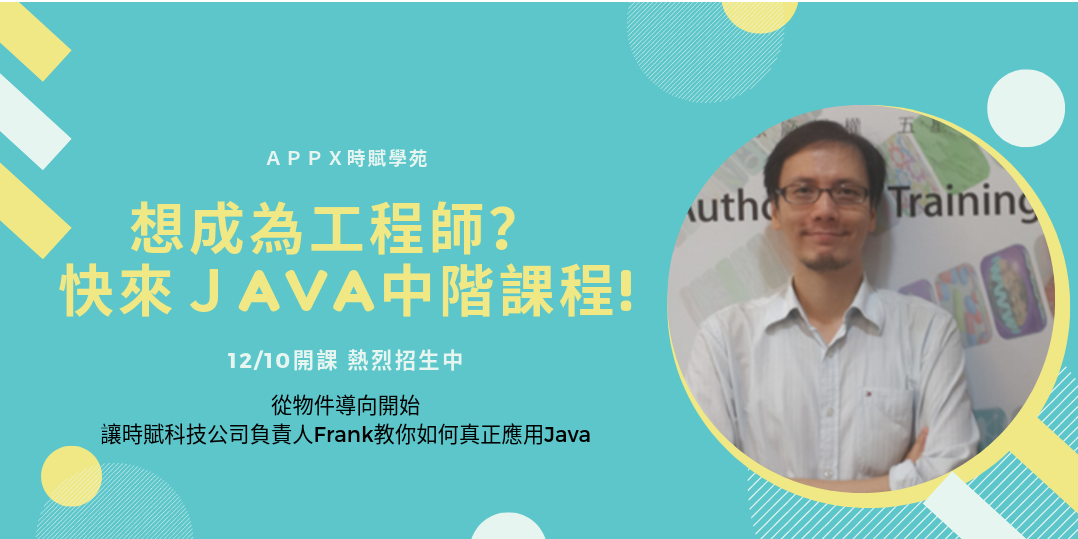 ＡＰＰＸ時賦學苑
想成為工程師？
快來ＪAVA中階課程!
12/10開課 熱烈招生中
從物件導向開始
讓時賦科技公司負責人Frank教你如何真正應用Java
權 五
Training